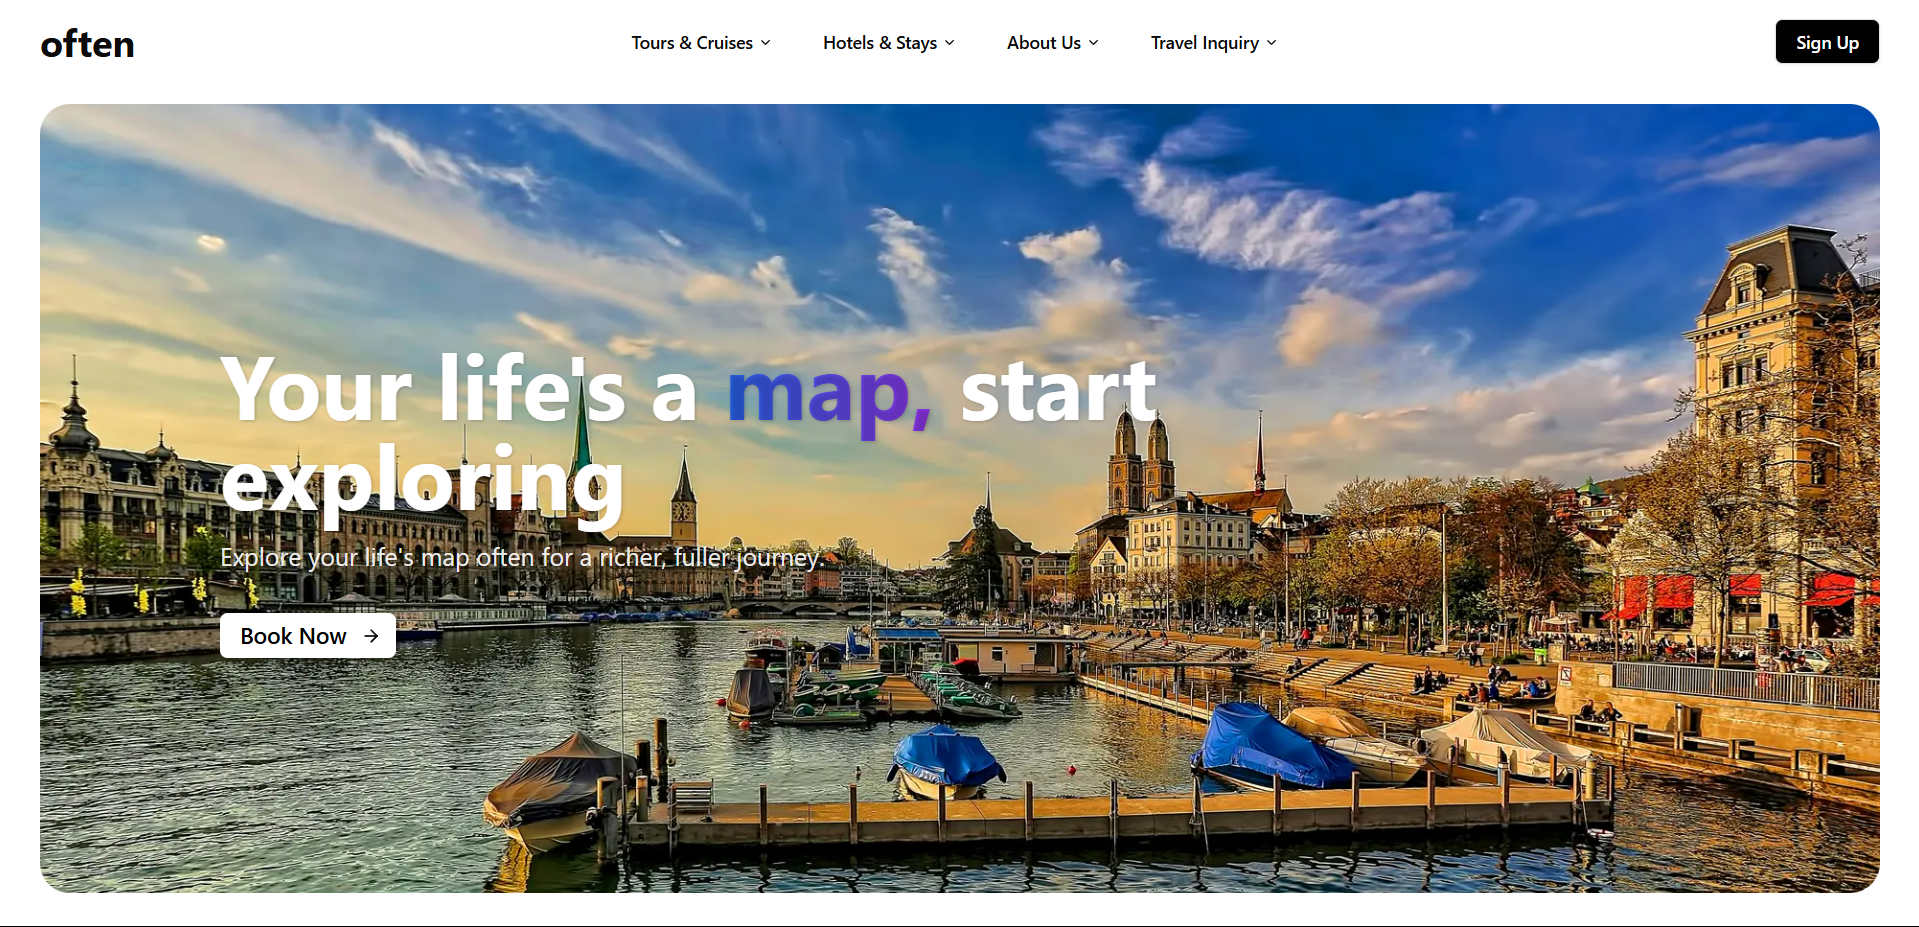 often
Tours & Cruises
Hotels & Stays
About Us
Travel Inquiry
Sign Up
Your life's a map, start
exploring
Explore your life's map often for a richer, fuller journey.
Book Now